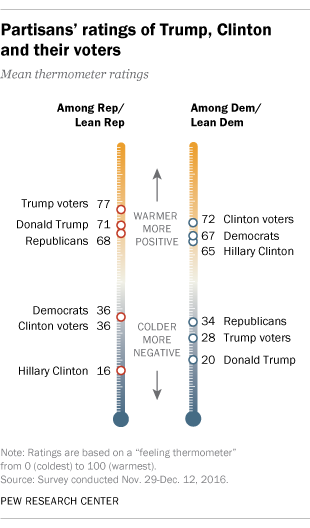 Partisans' ratings of Trump, Clinton
and their voters
Mean thermometer ratings
Among Rep/
Lean Rep
Among Dem/
Lean Dem
Trump voters 77
Donald Trump 71
Republicans 68
Democrats 36
Clinton voters 36
Hillary Clinton 16
WARMER
MORE
POSITIVE
COLDER
MORE
NEGATIVE
72 Clinton voters
67 Democrats
65 Hillary Clinton
34 Republicans
28 Trump voters
20 Donald Trump
Note: Ratings are based on a "feeling thermometer"
from 0 (coldest) to 100 (warmest).
Source: Survey conducted Nov. 29-Dec. 12, 2016.
PEW RESEARCH CENTER